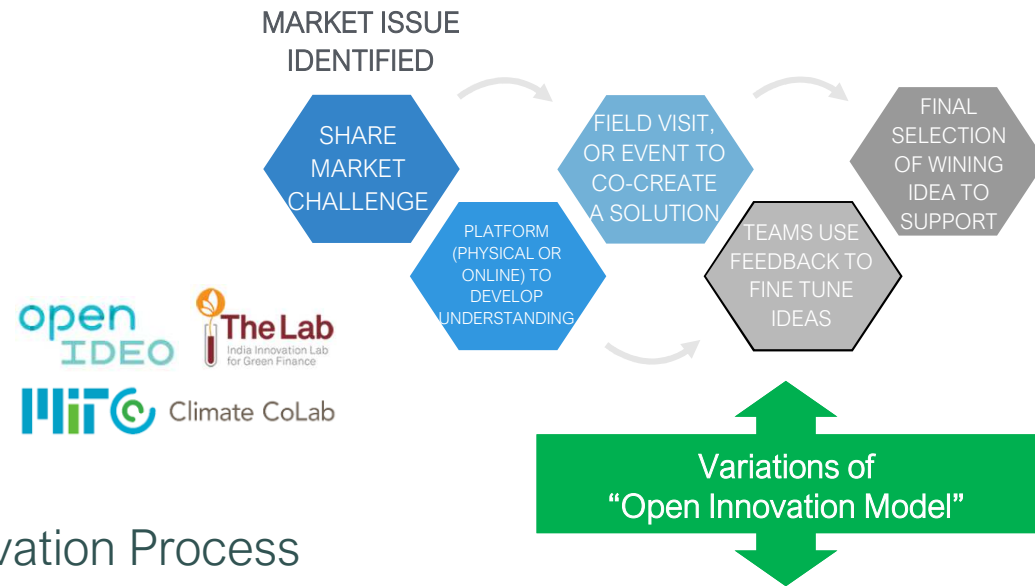 MARKET ISSUE
IDENTIFIED
SHARE
MARKET
CHALLENGE
PLATFORM
(PHYSICAL OR
ONLINE) TO
DEVELOP
UNDERSTANDING
FIELD VISIT,
OR EVENT TO
CO-CREATE
A SOLUTION
TEAMS USE
FEEDBACK TO
FINE TUNE
IDEAS
FINAL
SELECTION
OF WINING
IDEA TO
SUPPORT
open
IDEO
The Lab
India Innovation Lab
for Green Finance
MIT
Climate CoLab
Variations of
“Open Innovation Model”
vation Process